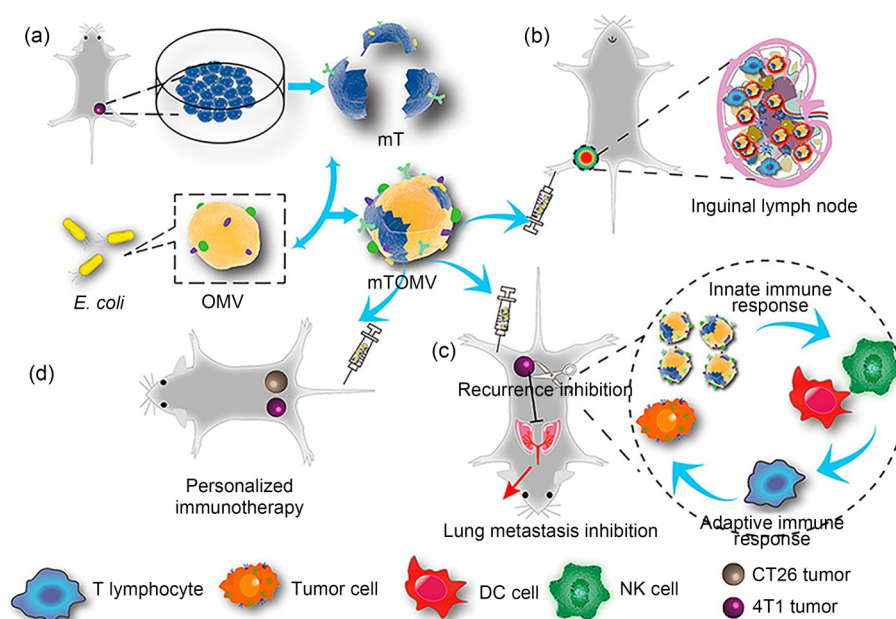 (a)
mT
E. coli
OMV
mTOMV
(b)
Inguinal lymph node
(c)
Recurrence inhibition
Lung metastasis inhibition
Innate immune
response
Adaptive immune
response
(d)
Personalized
immunotherapy
T lymphocyte
Tumor cell
DC cell
NK cell
CT26 tumor
4T1 tumor